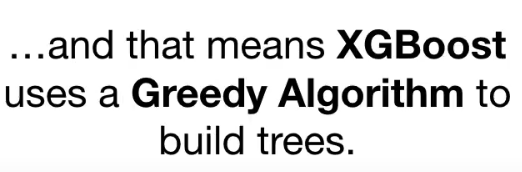 ...and that means XGBoost
uses a Greedy Algorithm to
build trees.